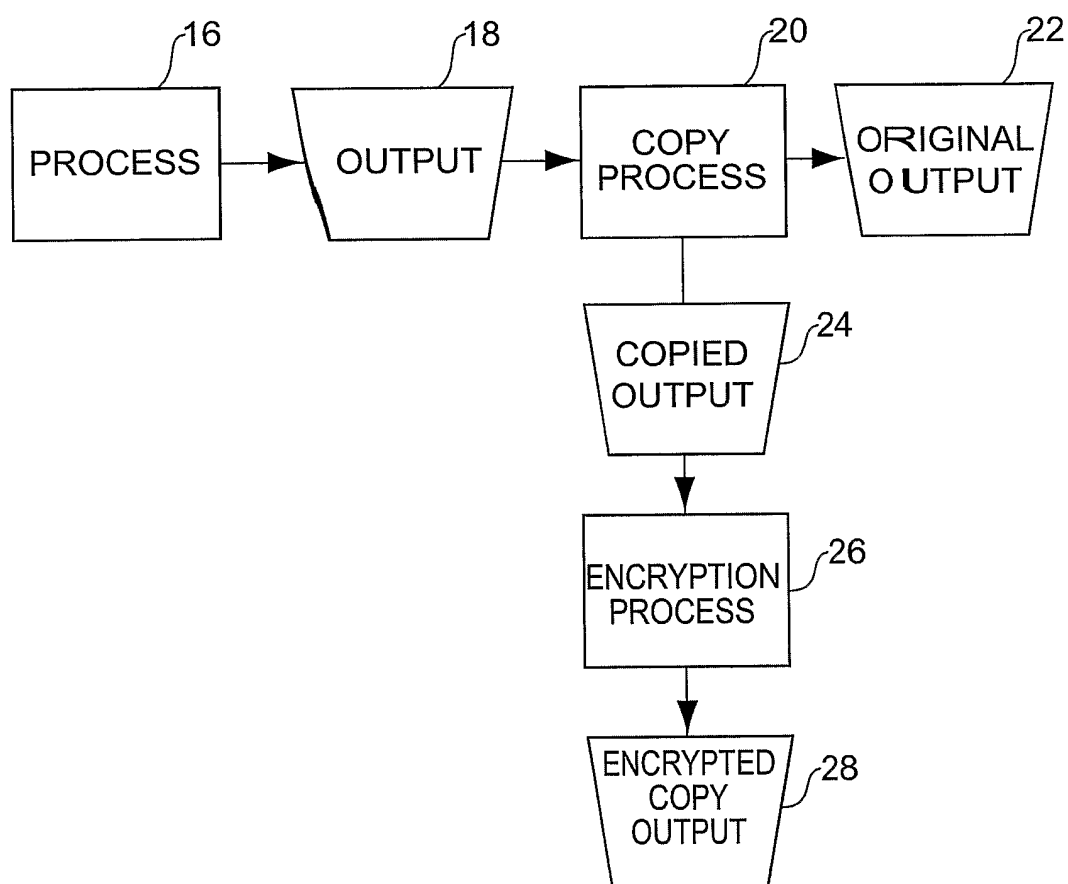 16
18
20
22
PROCESS
OUTPUT
COPY
PROCESS
ORIGINAL
OUTPUT
24
COPIED
OUTPUT
26
ENCRYPTION
PROCESS
28
ENCRYPTED
COPY
OUTPUT